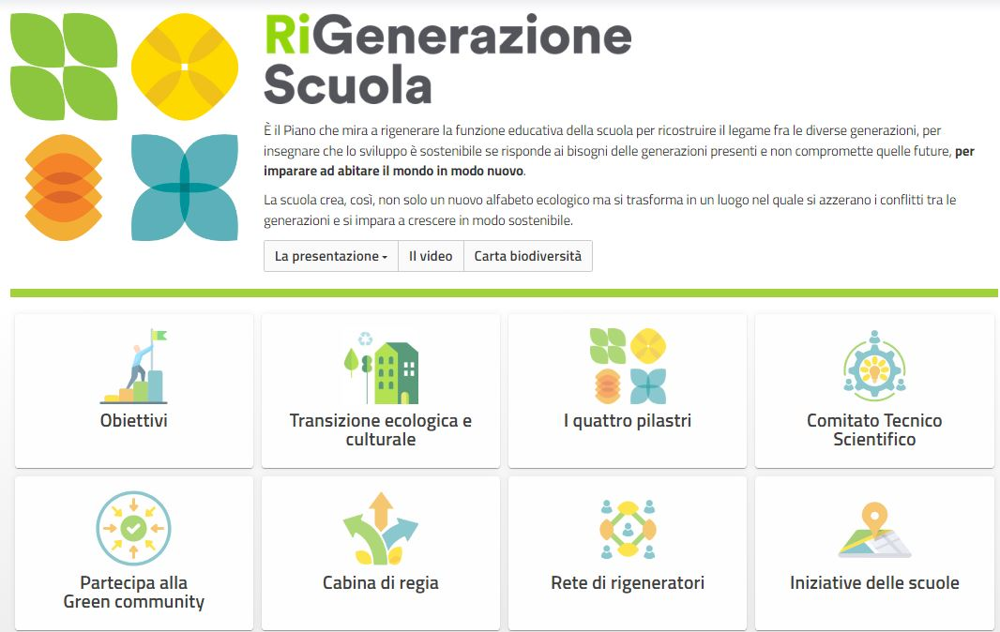 RiGenerazione
Scuola
È il Piano che mira a rigenerare la funzione educativa della scuola per ricostruire il legame fra le diverse generazioni, per
insegnare che lo sviluppo è sostenibile se risponde ai bisogni delle generazioni presenti e non compromette quelle future, per
imparare ad abitare il mondo in modo nuovo.
La scuola crea, così, non solo un nuovo alfabeto ecologico ma si trasforma in un luogo nel quale si azzerano i conflitti tra le
generazioni e si impara a crescere in modo sostenibile.
La presentazione Il video Carta biodiversità
Obiettivi
Transizione ecologica e
culturale
I quattro pilastri
Comitato Tecnico
Scientifico
Partecipa alla
Green community
Cabina di regia
Rete di rigeneratori
Iniziative delle scuole